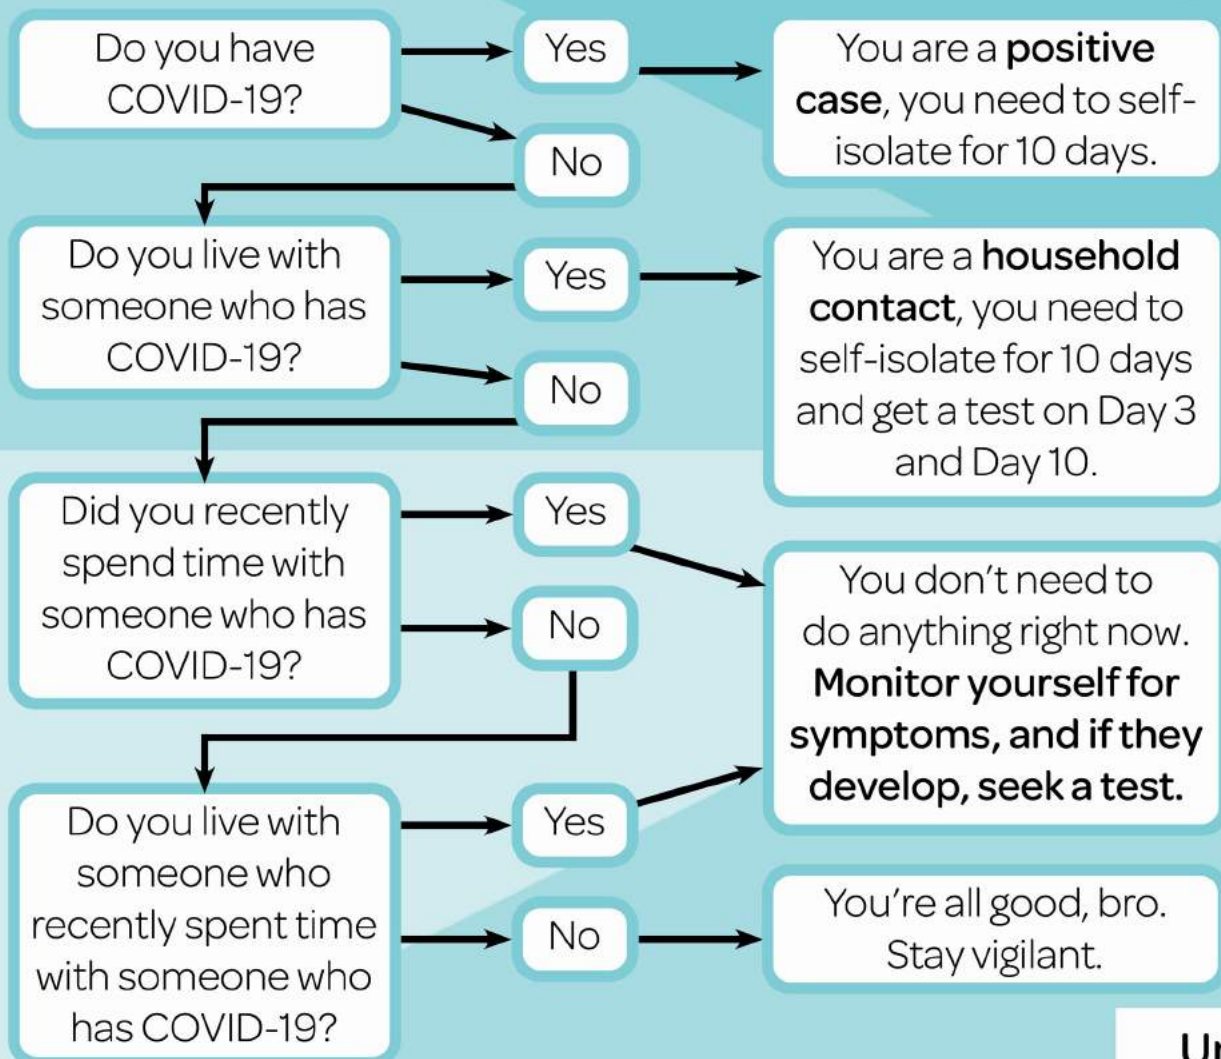 Do you have
COVID-19?
Yes
You are a positive
case, you need to self-
isolate for 10 days.
No
Do you live with
someone who has
COVID-19?
Yes
You are a household
contact, you need to
self-isolate for 10 days
and get a test on Day 3
and Day 10.
No
Did you recently
spend time with
someone who has
COVID-19?
Yes
No
You don't need to
do anything right now.
Monitor yourself for
symptoms, and if they
develop, seek a test.
Do you live with
someone who
recently spent time
with someone who
has COVID-19?
Yes
No
You're all good, bro.
Stay vigilant.